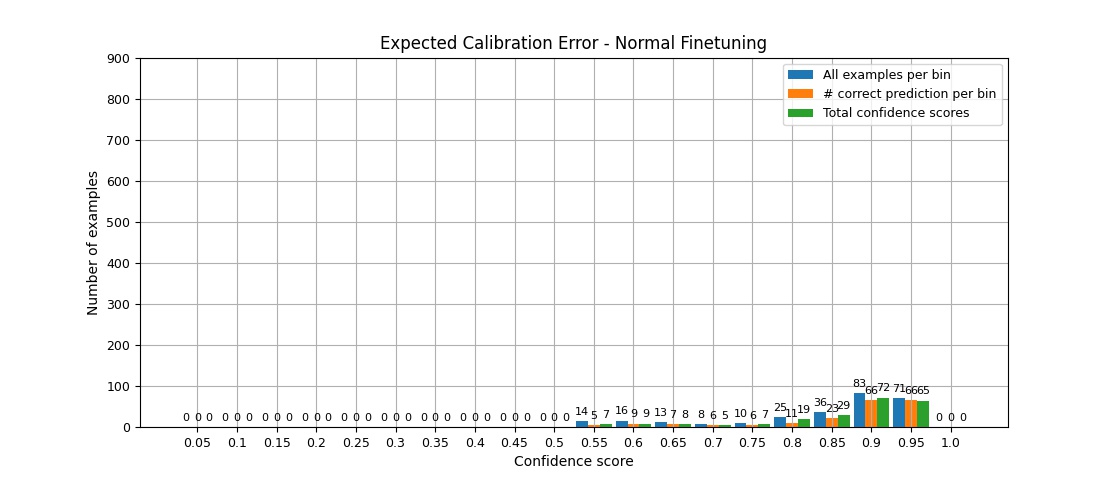 Expected Calibration Error - Normal Finetuning
All examples per bin
# correct prediction per bin
Total confidence scores
Number of examples
900
800
700
600
500
400
300
200
100
0
0 0 0 0 0 0 0 0 0 0 0 0 0 0 0 0 0 0 0 0 0 0 0 0 0 0 0 0 0 0 14 5 7 16 9 9 13 7 8 8 6 5 10 6 7 25 11 19 36 23 29 83 66 72 71 66 65 0 0 0
0.05 0.1 0.15 0.2 0.25 0.3 0.35 0.4 0.45 0.5 0.55 0.6 0.65 0.7 0.75 0.8 0.85 0.9 0.95 1.0
Confidence score